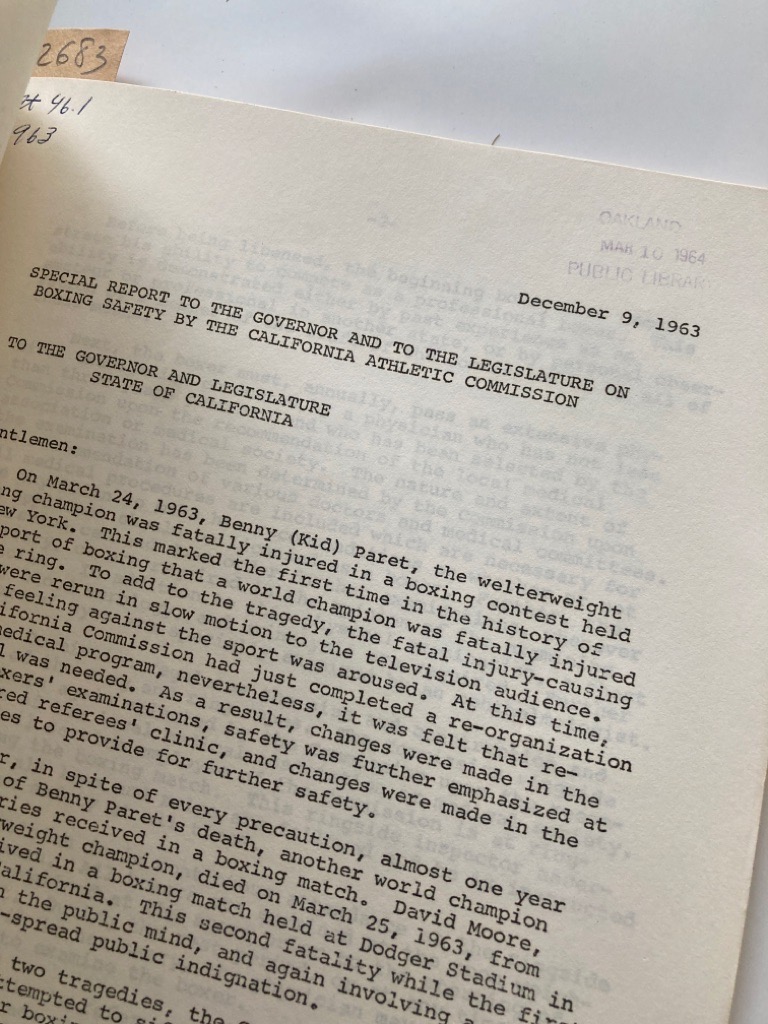 2683
46.1
963
OAKLAND
MAR 10 1964
PUBLIC LIBRARY
December 9, 1963
SPECIAL REPORT TO THE GOVERNOR AND TO THE LEGISLATURE ON
BOXING SAFETY BY THE CALIFORNIA ATHLETIC COMMISSION
TO THE GOVERNOR AND LEGISLATURE
STATE OF CALIFORNIA
ntlemen:
On March 24, 1963, Benny (Kid) Paret, the welterweight
ng champion was fatally injured in a boxing contest held
ew York. This marked the first time in the history of
port of boxing that a world champion was fatally injured
e ring. To add to the tragedy, the fatal injury-causing
were rerun in slow motion to the television audience.
feeling against the sport was aroused. At this time,
ifornia Commission had just completed a re-organization
medical program, nevertheless, it was felt that re-
l was needed. As a result, changes were made in the
xers' examinations, safety was further emphasized at
red referees' clinic, and changes were made in the
es to provide for further safety.
r, in spite of every precaution, almost one year
of Benny Paret's death, another world champion
ries received in a boxing match. David Moore,
weight champion, died on March 25, 1963, from
ived in a boxing match held at Dodger Stadium in
alifornia. This second fatality while the firs
n the public mind, and again involving a
-spread public indignation.
two tragedies, the
ttempted to
r boxin